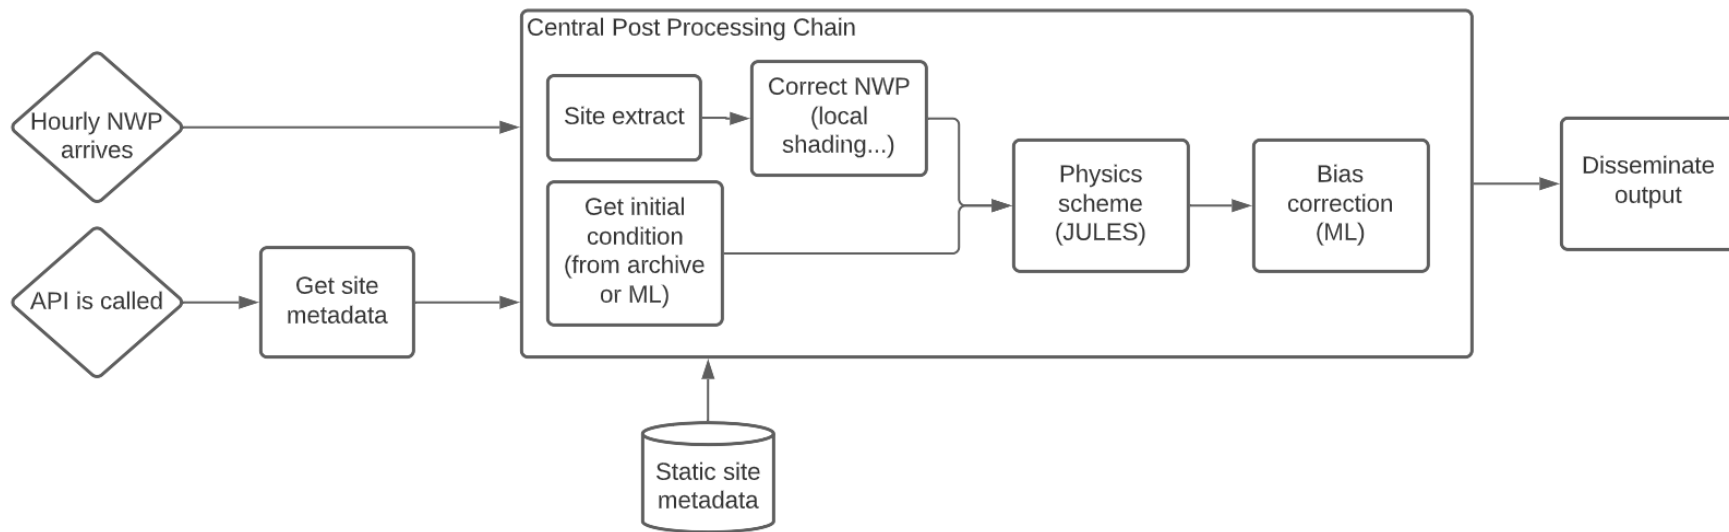 Central Post Processing Chain
Hourly NWP
arrives
Site extract
Correct NWP
(local
shading...)
Get initial
condition
(from archive
or ML)
Physics
scheme
(JULES)
Bias
correction
(ML)
Disseminate
output
API is called
Get site
metadata
Static site
metadata